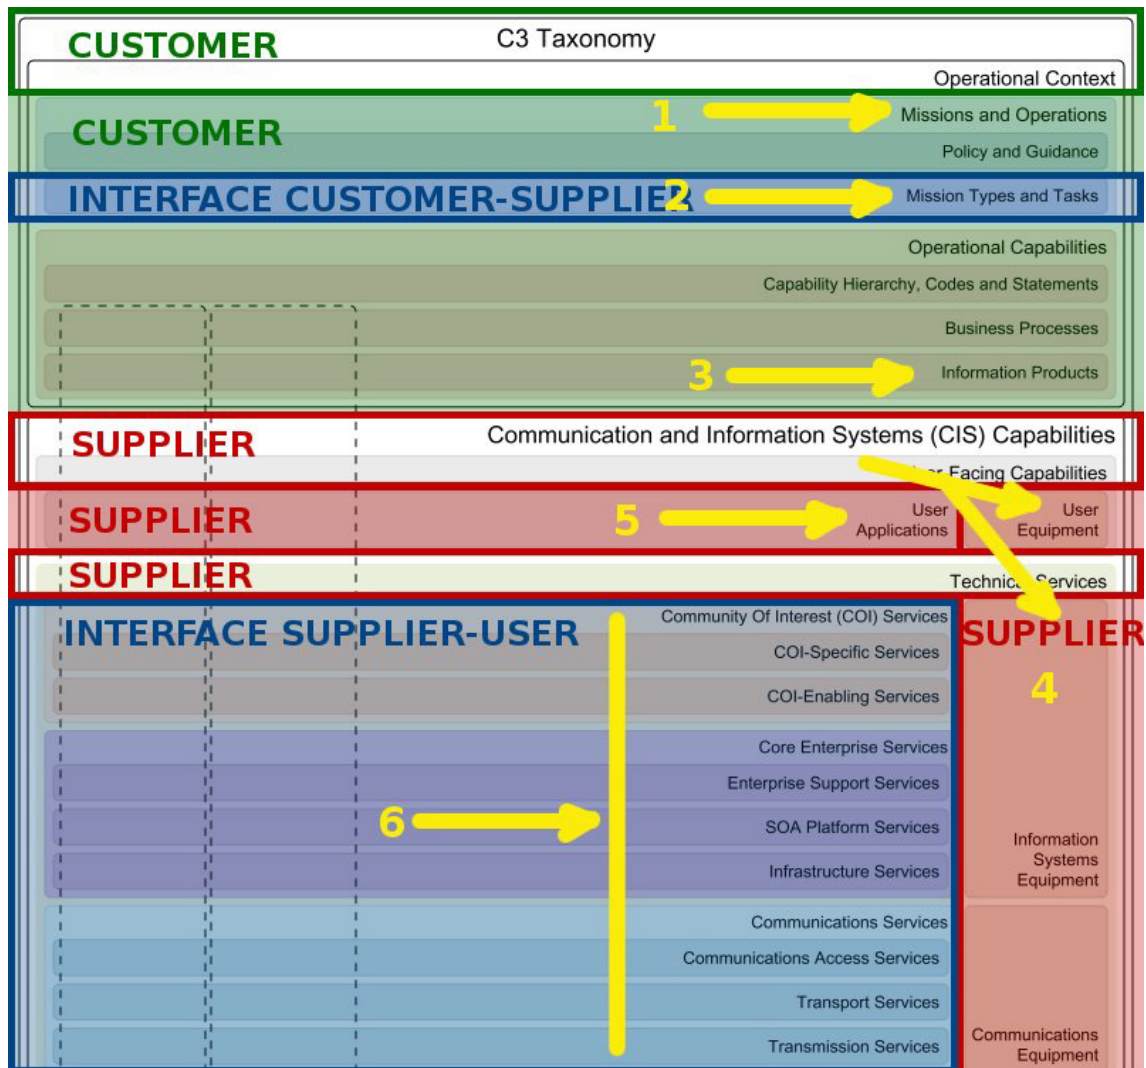 CUSTOMER
C3 Taxonomy
Operational Context
CUSTOMER
1
Missions and Operations
Policy and Guidance
INTERFACE CUSTOMER-SUPPLIER
2
Mission Types and Tasks
Operational Capabilities
Capability Hierarchy, Codes and Statements
Business Processes
3
Information Products
SUPPLIER
Communication and Information Systems (CIS) Capabilities
Facing Capabilities
SUPPLIER
5
User
Applications
User
Equipment
SUPPLIER
Technical Services
INTERFACE SUPPLIER-USER
Community Of Interest (COI) Services
SUPPLIER
COI-Specific Services
4
COI-Enabling Services
Core Enterprise Services
Enterprise Support Services
6
SOA Platform Services
Infrastructure Services
Information
Systems
Equipment
Communications Services
Communications Access Services
Transport Services
Transmission Services
Communications
Equipment